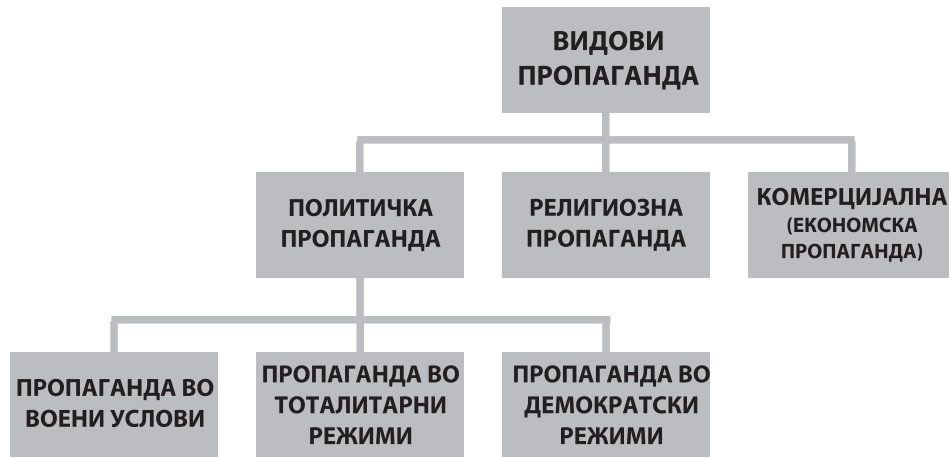 ВИДОВИ
ПРОПАГАНДА
ПОЛИТИЧКА
ПРОПАГАНДА
РЕЛИГИОЗНА
ПРОПАГАНДА
КОМЕРЦИЈАЛНА
(ЕКОНОМСКА
ПРОПАГАНДА)
ПРОПАГАНДА ВО
ВОЕНИ УСЛОВИ
ПРОПАГАНДА ВО
ТОТАЛИТАРНИ
РЕЖИМИ
ПРОПАГАНДА ВО
ДЕМОКРАТСКИ
РЕЖИМИ